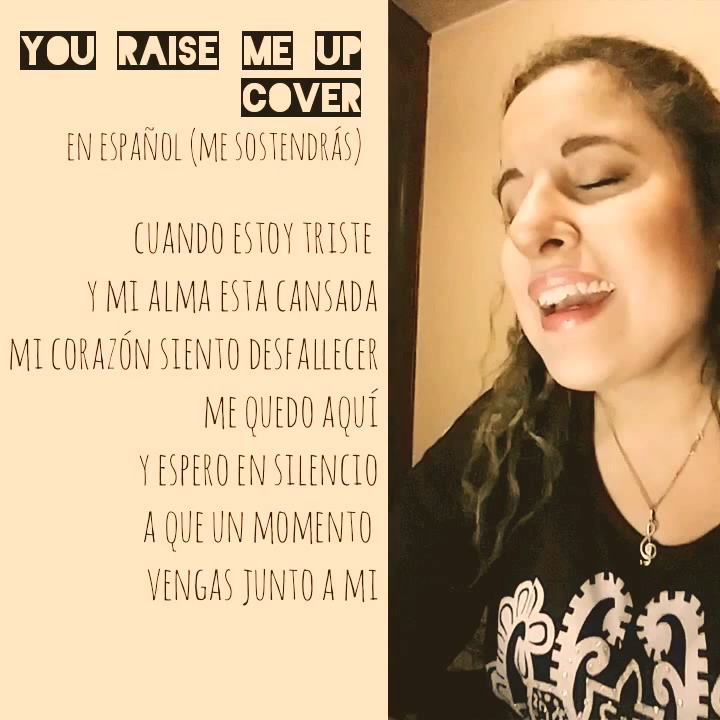 YOU RAISE ME UP
COVER
EN ESPAÑOL (ME SOSTENDRÁS)
CUANDO ESTOY TRISTE
Y MI ALMA ESTA CANSADA
MI CORAZÓN SIENTO DESFALLECER
ME QUEDO AQUÍ
Y ESPERO EN SILENCIO
A QUE UN MOMENTO
VENGAS JUNTO A MI